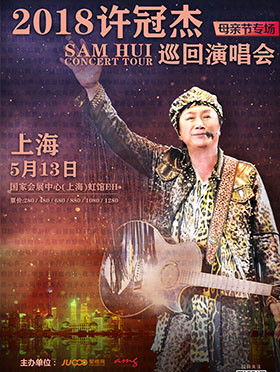 2018许冠杰
母亲节专场
SAM HUI
CONCERT TOUR
巡回演唱会
上海
5月13日
国家会展中心(上海)虹馆EH+
票价:280/480/680/880/1080/1280
主办单位: